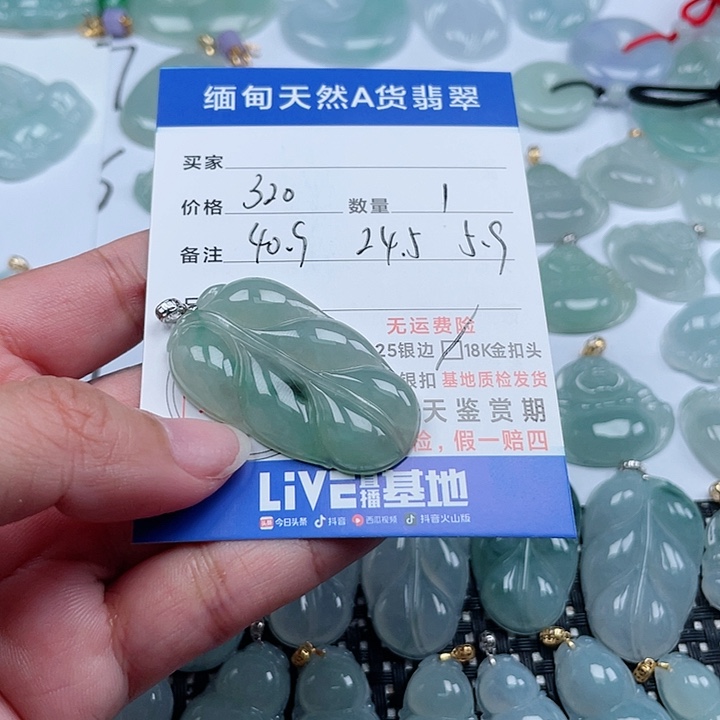 缅甸天然A货翡翠
买家
价格 320 数量 1
备注 40.9 24.5 5.9
无运费险
25银边 18K金扣头
银扣 基地质检发货
天鉴赏期
险，假一赔四
LIVE直播基地
今日头条 抖音 西瓜视频 抖音火山版